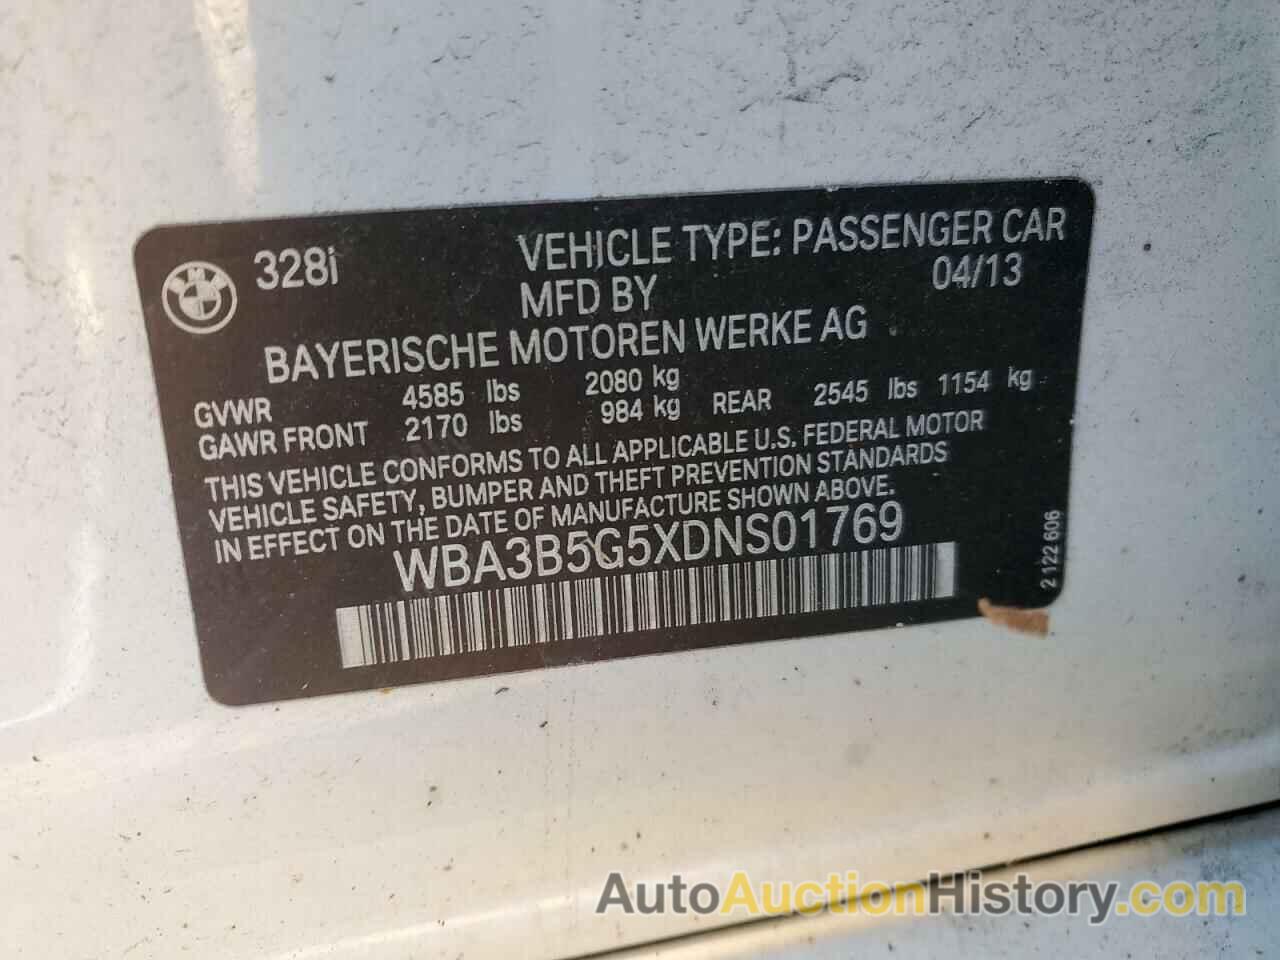 BMW
328i
VEHICLE TYPE: PASSENGER CAR
MFD BY 04/13
BAYERISCHE MOTOREN WERKE AG
GVWR 4585 lbs 2080 kg
GAWR FRONT 2170 lbs 984 kg REAR 2545 lbs 1154 kg
THIS VEHICLE CONFORMS TO ALL APPLICABLE U.S. FEDERAL MOTOR
VEHICLE SAFETY, BUMPER AND THEFT PREVENTION STANDARDS
IN EFFECT ON THE DATE OF MANUFACTURE SHOWN ABOVE.
WBA3B5G5XDNS01769
2 122 606
AutoAuctionHistory.com